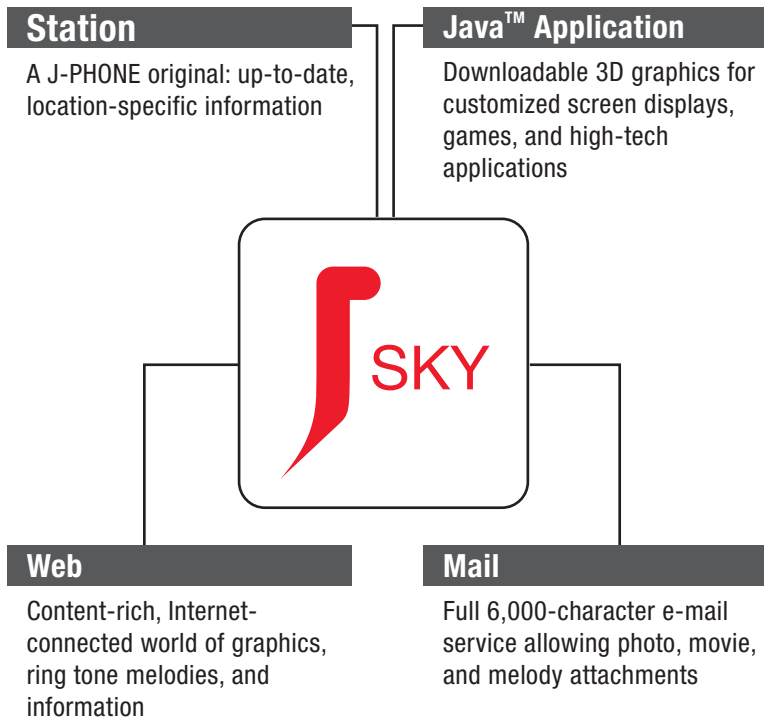 Station
A J-PHONE original: up-to-date,
location-specific information
Java™ Application
Downloadable 3D graphics for
customized screen displays,
games, and high-tech
applications
J SKY
Web
Content-rich, Internet-
connected world of graphics,
ring tone melodies, and
information
Mail
Full 6,000-character e-mail
service allowing photo, movie,
and melody attachments